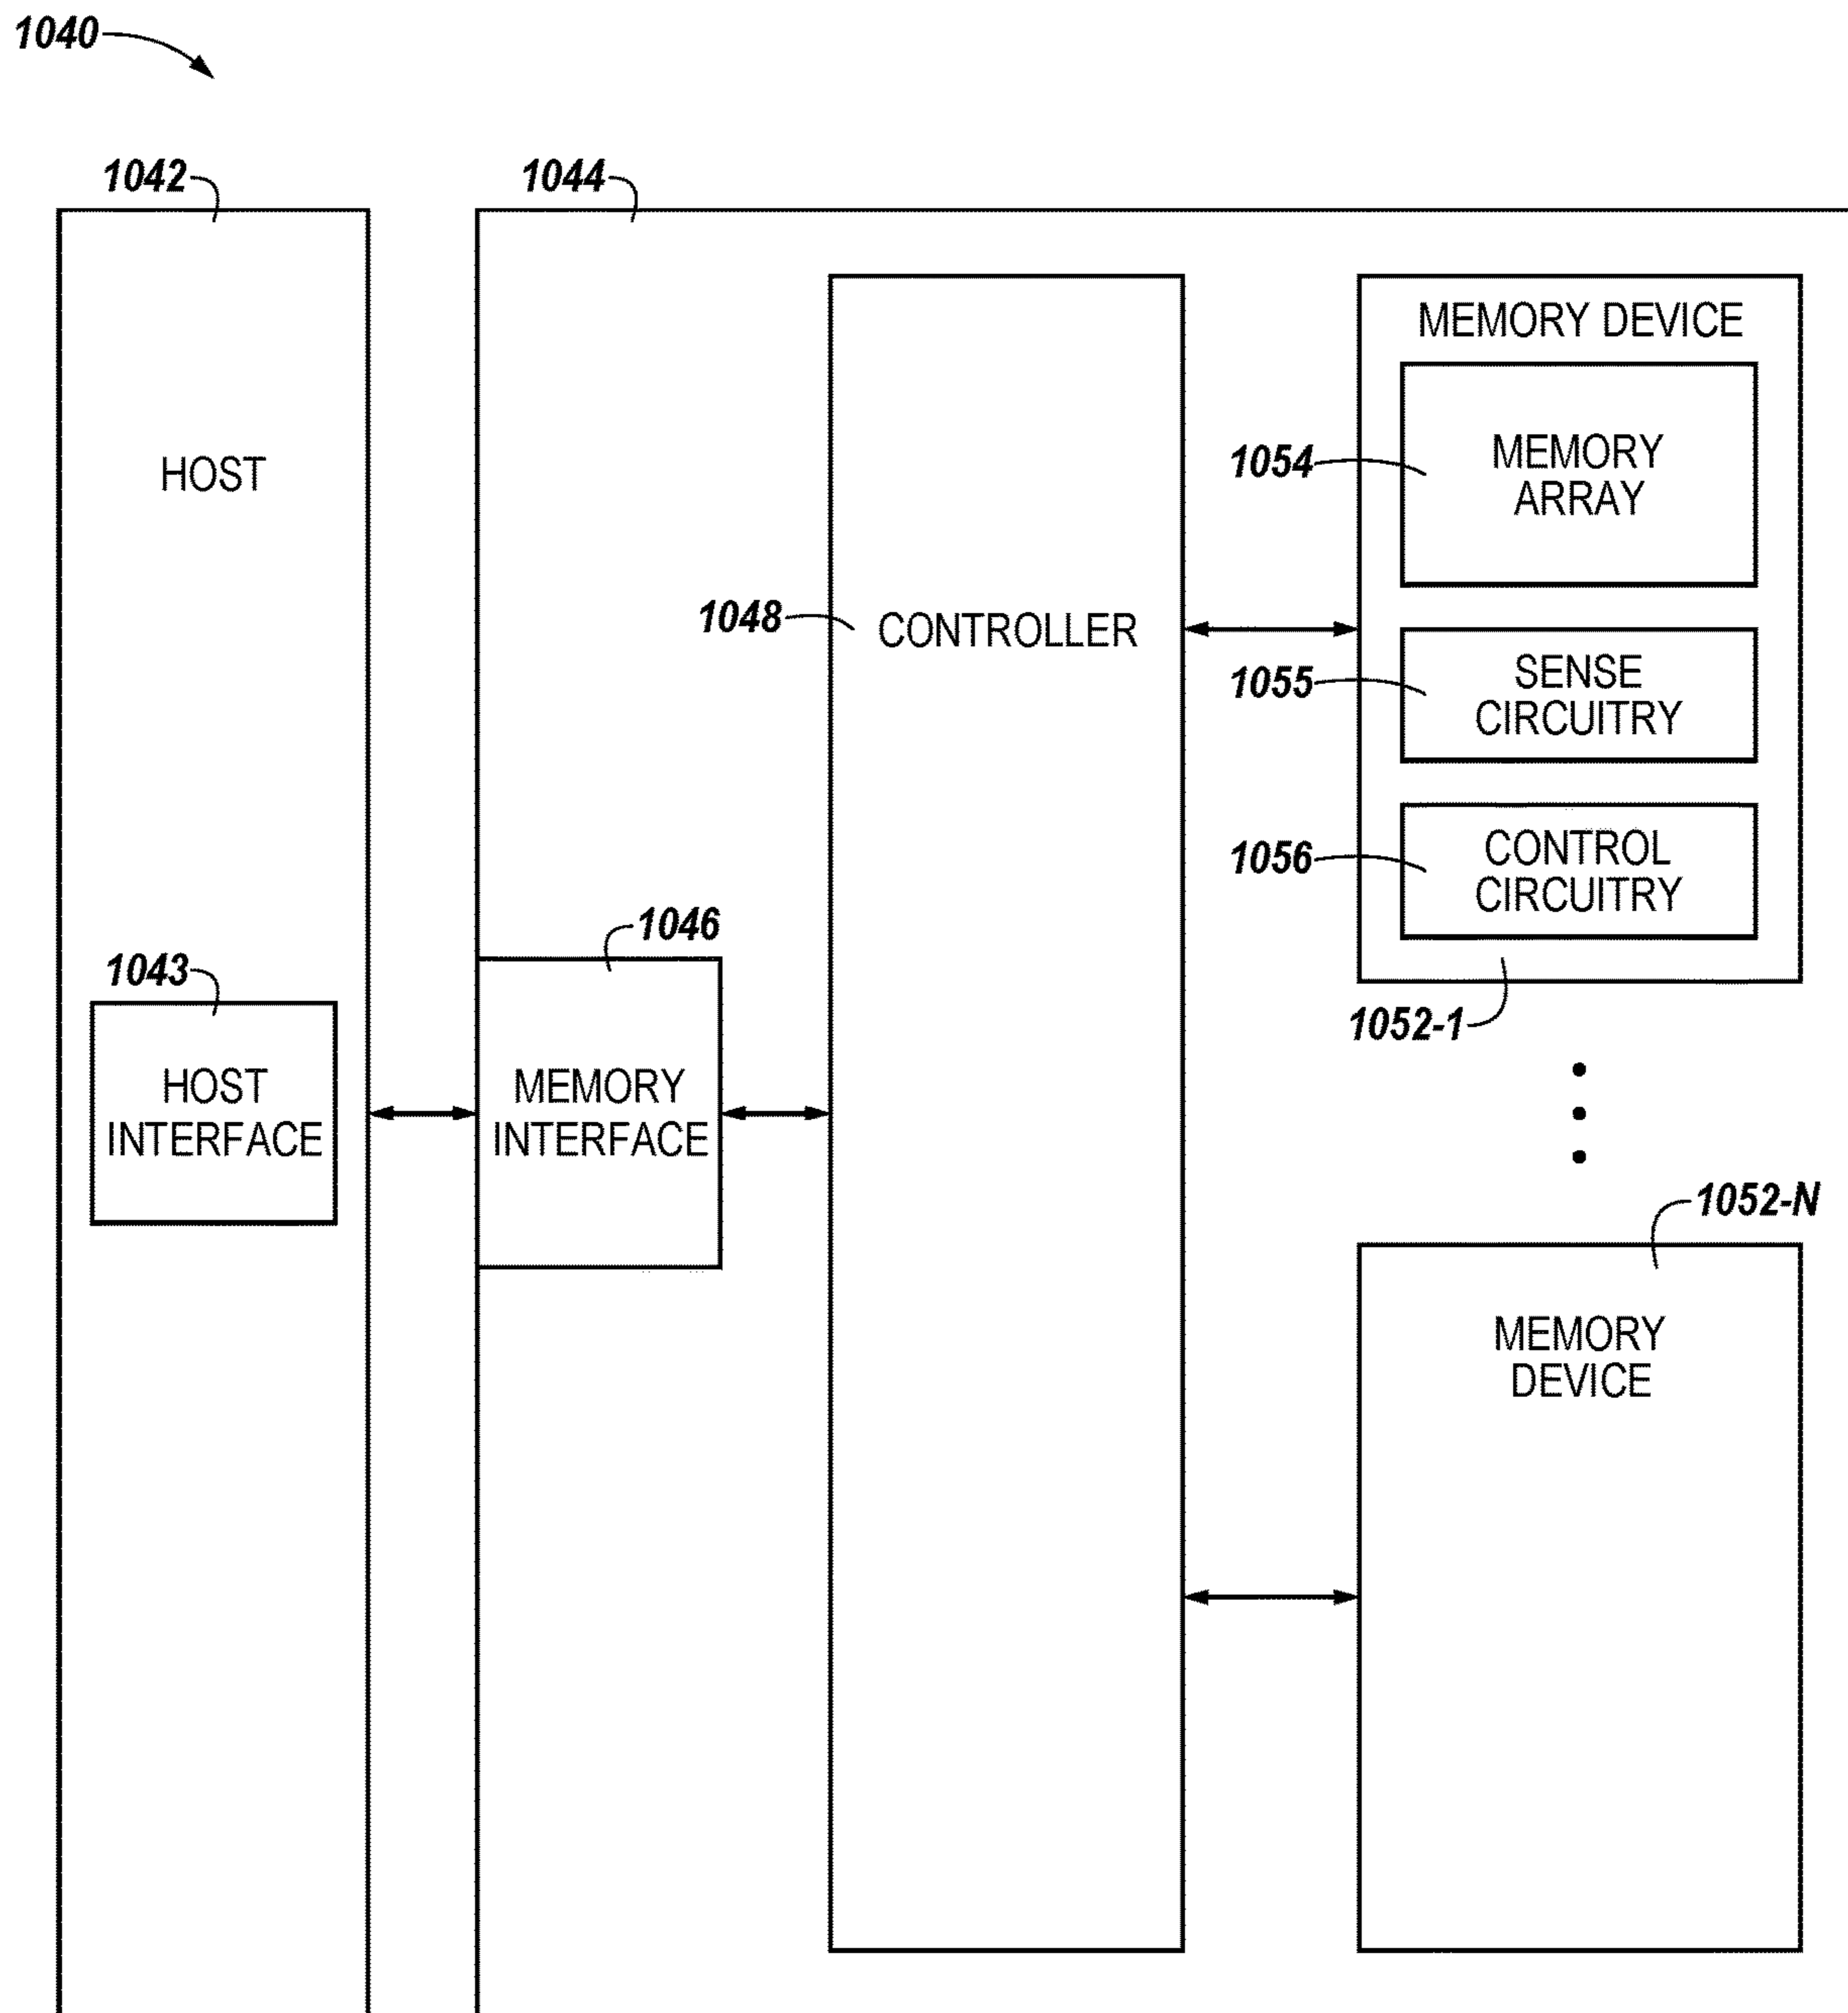 1040
1042
1044
MEMORY DEVICE
1054
MEMORY
ARRAY
HOST
1048
CONTROLLER
1055
SENSE
CIRCUITRY
1056
CONTROL
CIRCUITRY
1046
1043
1052-1
HOST
INTERFACE
MEMORY
INTERFACE
1052-N
MEMORY
DEVICE